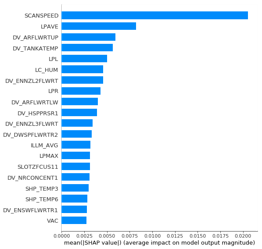 SCANSPEED
LPAVE
DV_ARFLWRTUP
DV_TANKATEMP
LPL
LC_HUM
DV_ENNZL2FLWRT
LPR
DV_ARFLWRTLW
DV_HSPPRSR1
DV_ENNZL3FLWRT
DV_DWSPFLWRTR2
ILLM_AVG
LPMAX
SLOTZFCUS11
DV_NRCONCENT1
SHP_TEMP3
SHP_TEMP6
DV_ENSWFLWRTR1
VAC
0.0000 0.0025 0.0050 0.0075 0.0100 0.0125 0.0150 0.0175 0.0200
mean(|SHAP value|) (average impact on model output magnitude)